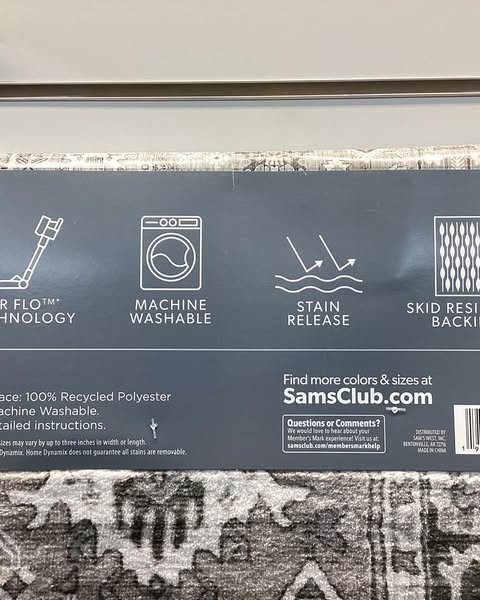 R FLO™*
HNOLOGY
MACHINE
WASHABLE
STAIN
RELEASE
SKID RESI
BACKI
ace: 100% Recycled Polyester
achine Washable.
tailed instructions.
sizes may vary by up to three inches in width or length.
Dynamix. Home Dynamix does not guarantee all stains are removable.
Find more colors & sizes at
SamsClub.com
Questions or Comments?
We would love to hear about your
Member's Mark experience! Visit us at:
samsclub.com/membersmarkhelp
DISTRIBUTED BY
SAM'S WEST, INC.
BENTONVILLE, AR 72716
MADE IN CHINA
1